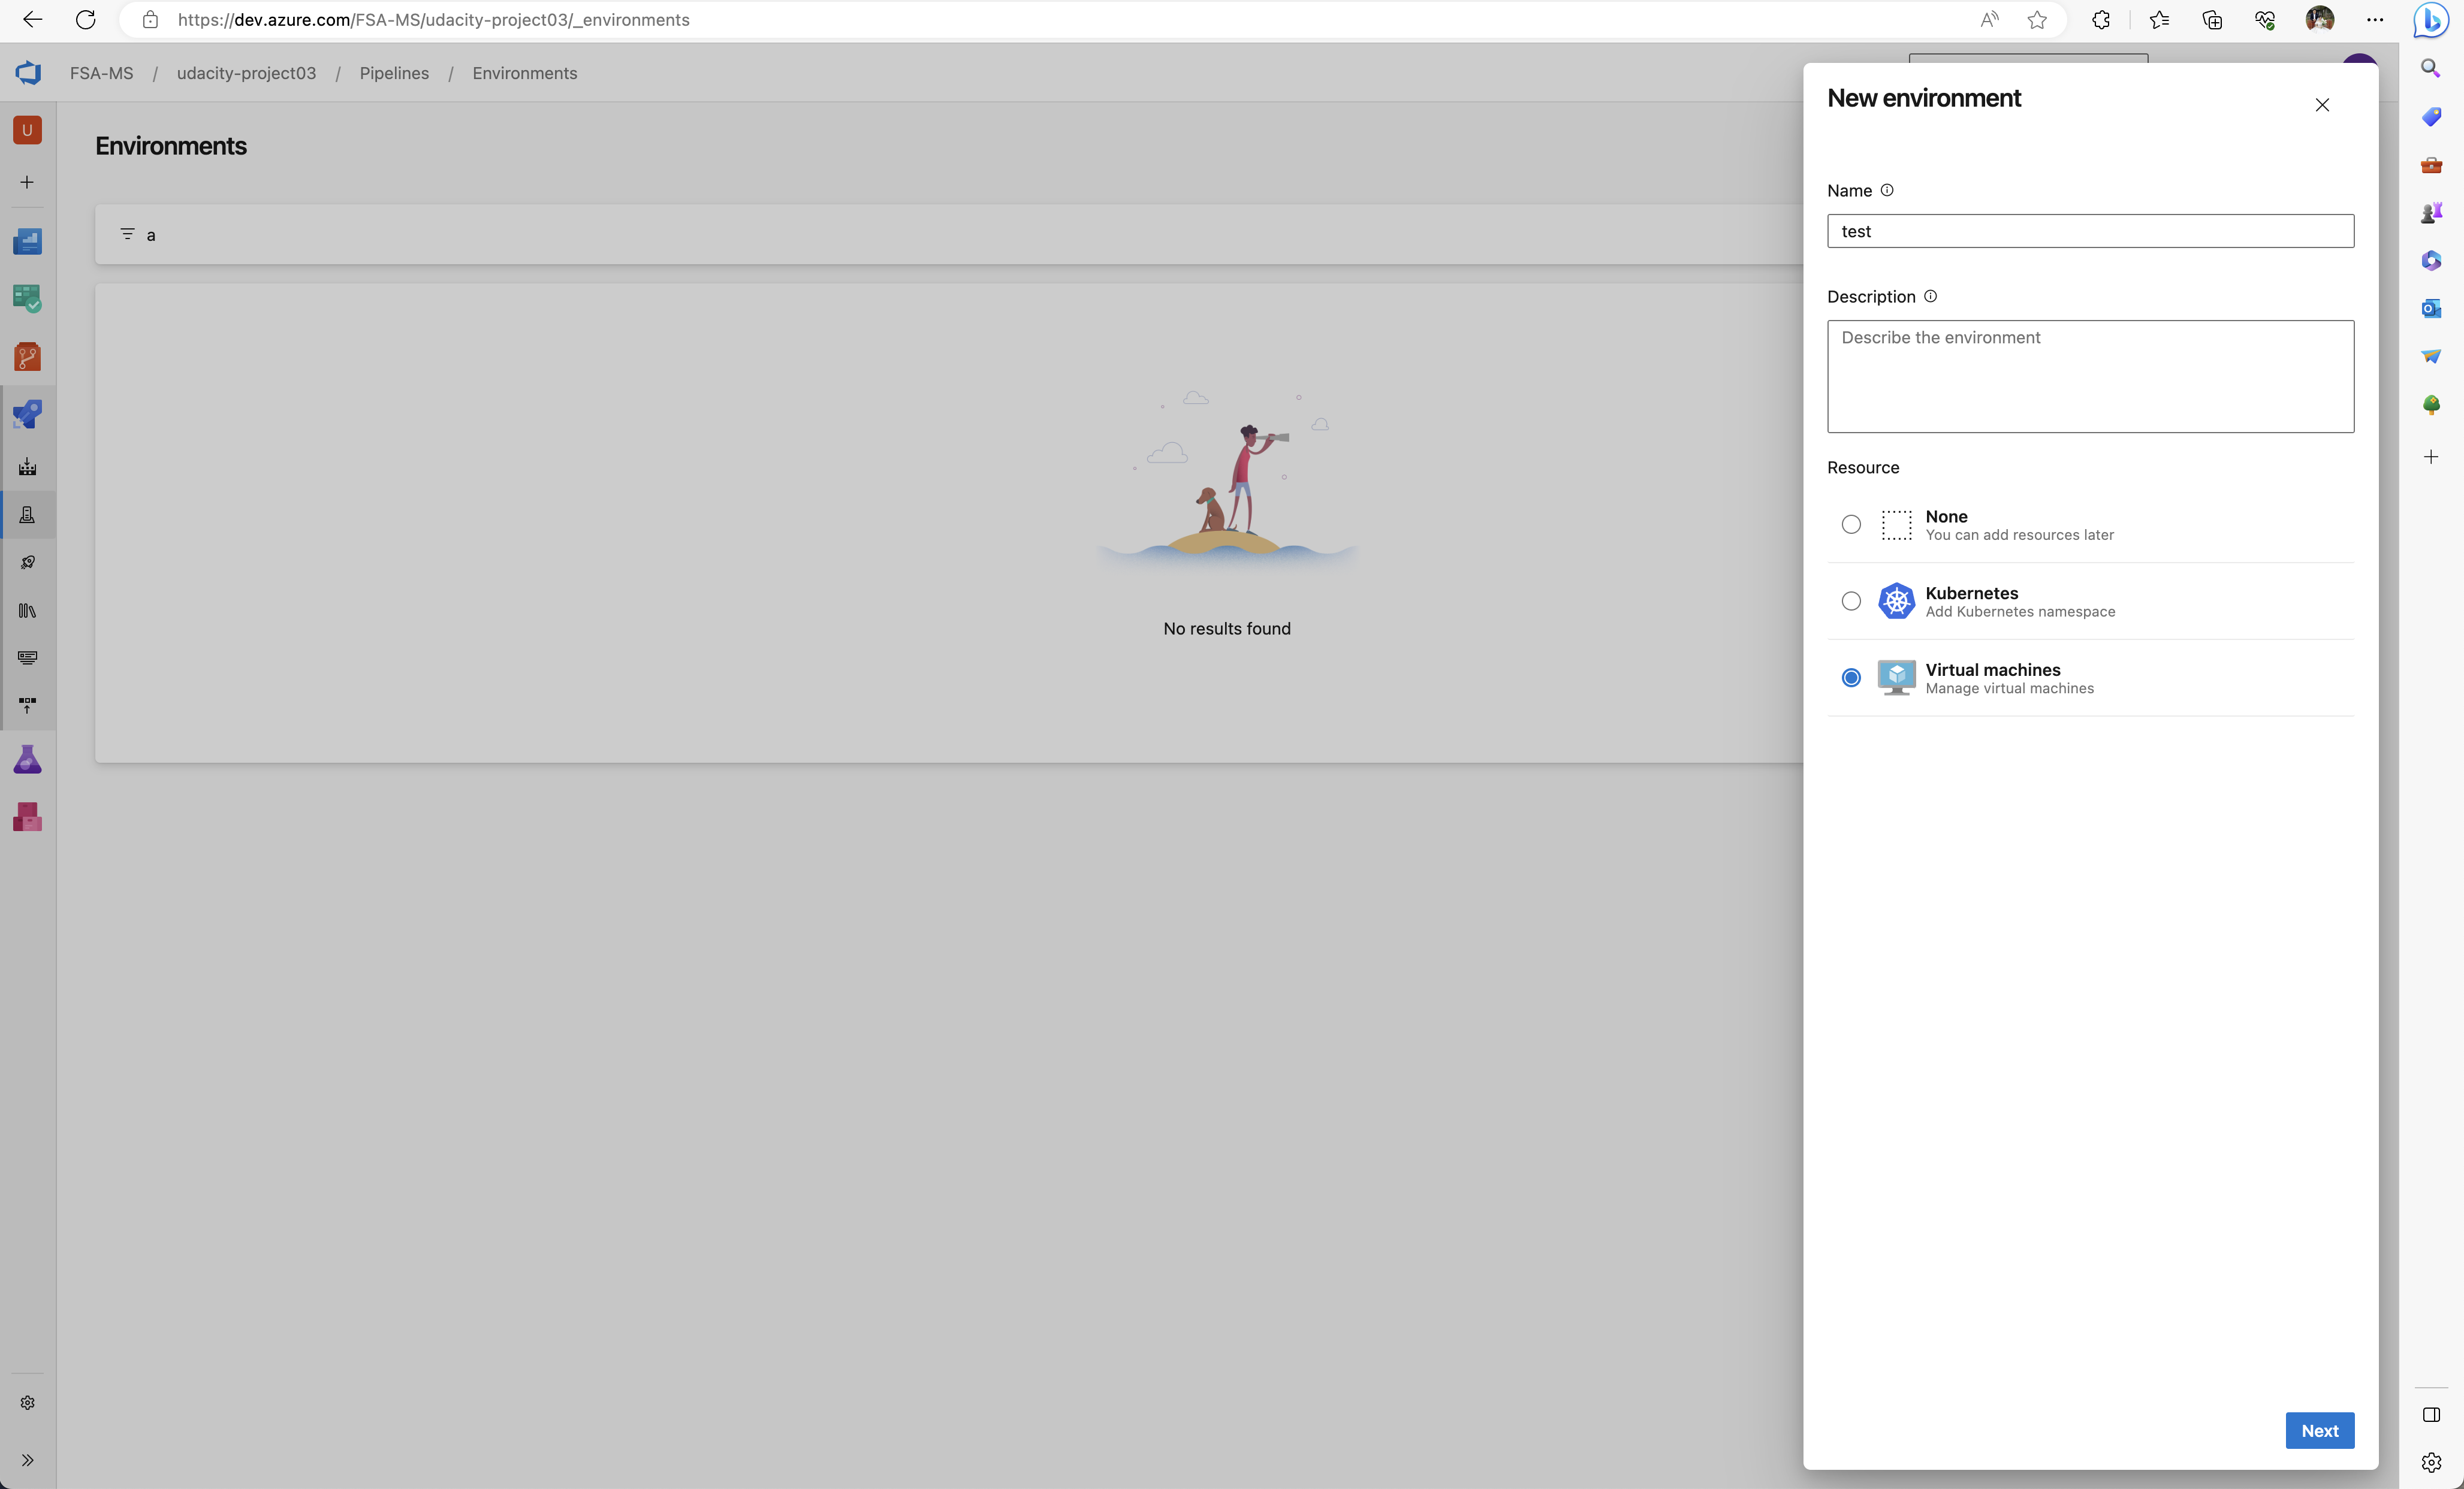 https://dev.azure.com/FSA-MS/udacity-project03/_environments
FSA-MS / udacity-project03 / Pipelines / Environments
U
Environments
a
No results found
New environment
Name
test
Description
Describe the environment
Resource
None
You can add resources later
Kubernetes
Add Kubernetes namespace
Virtual machines
Manage virtual machines
Next